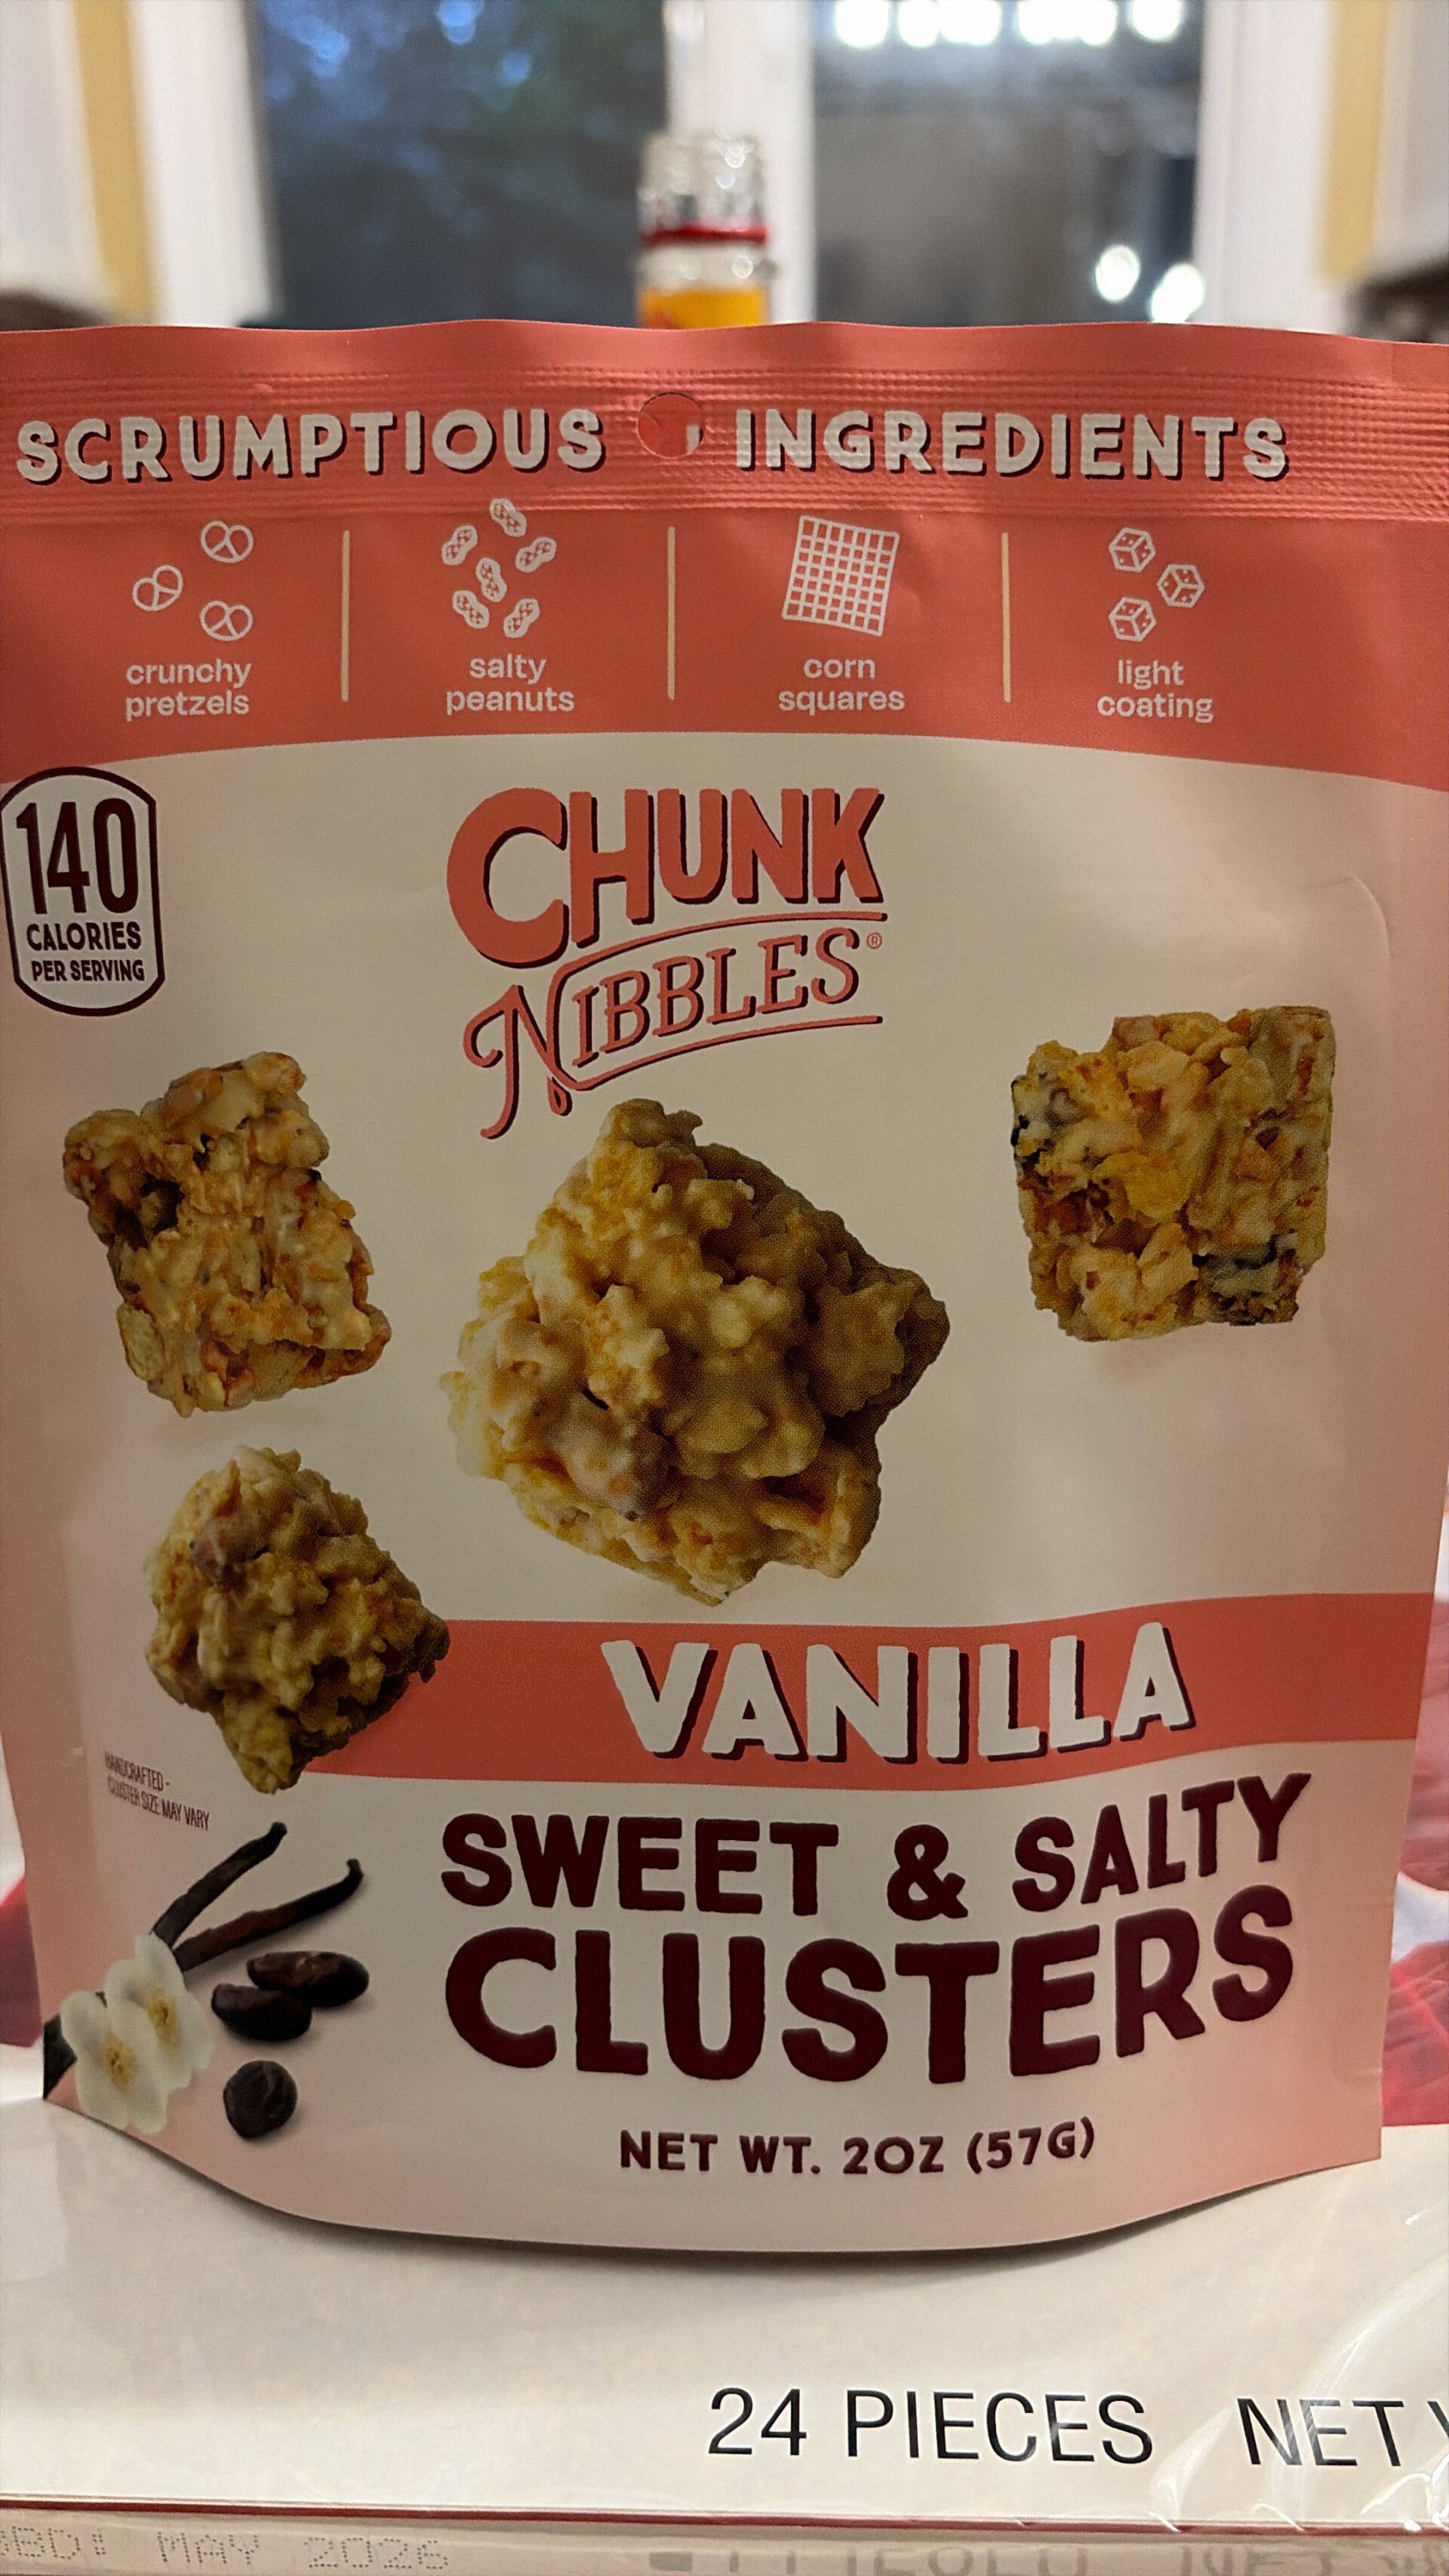 SCRUMPTIOUS INGREDIENTS
crunchy
pretzels
salty
peanuts
corn
squares
light
coating
140
CALORIES
PER SERVING
CHUNK
NIBBLES®
VANILLA
HANDCRAFTED -
CLUSTER SIZE MAY VARY
SWEET & SALTY
CLUSTERS
NET WT. 2OZ (57G)
24 PIECES NET
MAY 2026